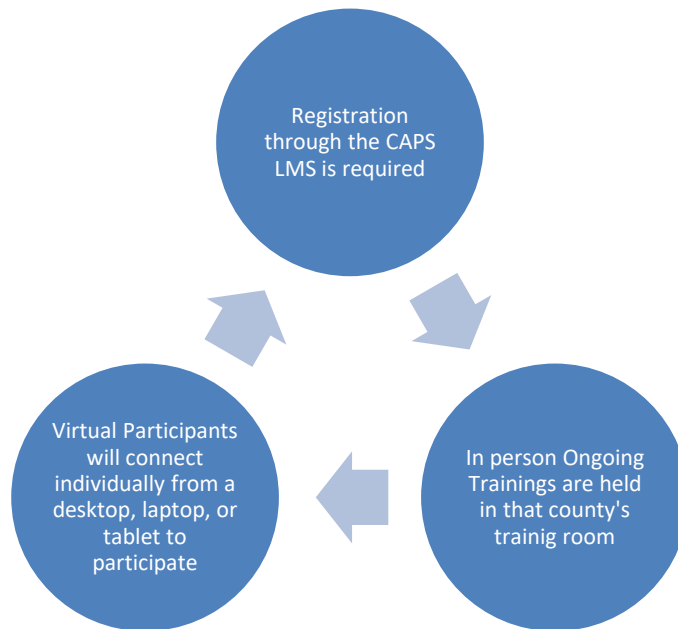 Registration
through the CAPS
LMS is required
In person Ongoing
Trainings are held
in that county's
trainig room
Virtual Participants
will connect
individually from a
desktop, laptop, or
tablet to
participate